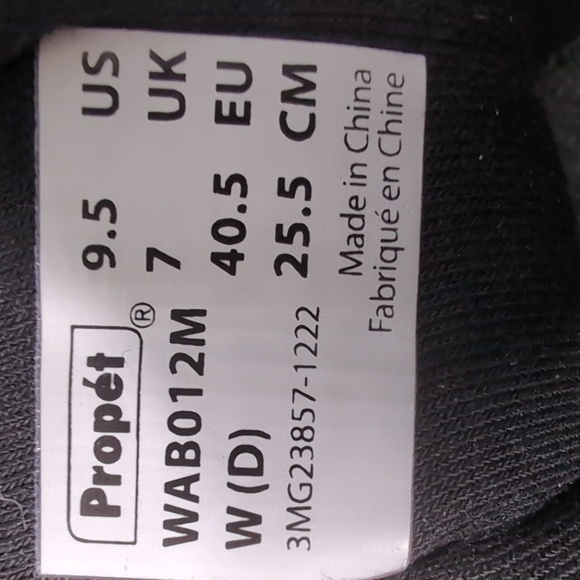 Propét® 9.5 US
WAB012M 7 UK
W (D) 40.5 EU
3MG23857-1222 25.5 CM
Made in China
Fabriqué en Chine